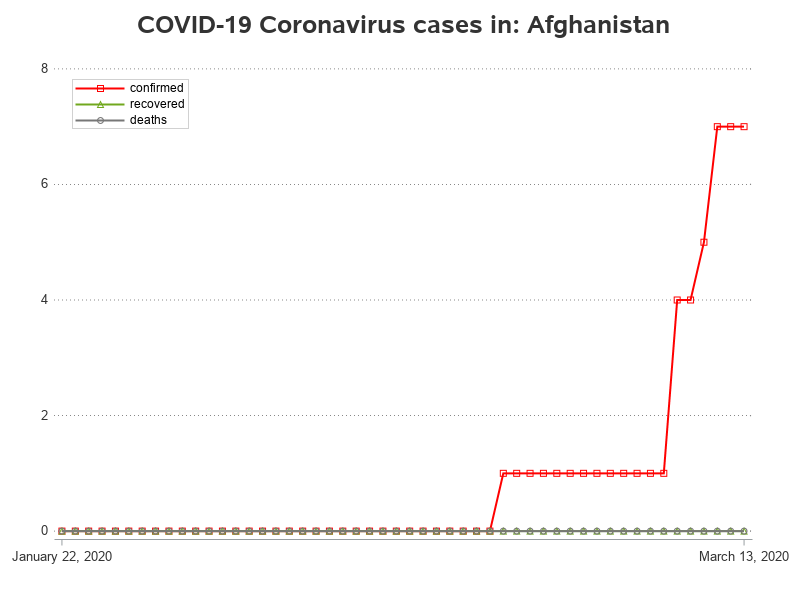 COVID-19 Coronavirus cases in: Afghanistan
8
confirmed
recovered
deaths
6
4
2
0
January 22, 2020
March 13, 2020